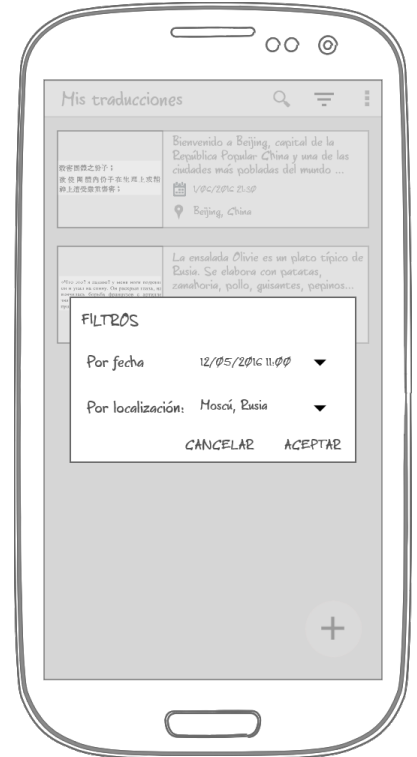 Mis traducciones
Bienvenido a Beijing, capital de la
República Popular China y una de las
ciudades más pobladas del mundo ...
1/06/2016 21:30
Beijing, China
La ensalada Olivie es un plato típico de
Rusia. Se elabora con patatas,
zanahoria, pollo, guisantes, pepinos...
FILTROS
Por fecha
12/05/2016 11:00
Por localización:
Moscú, Rusia
CANCELAR
ACEPTAR